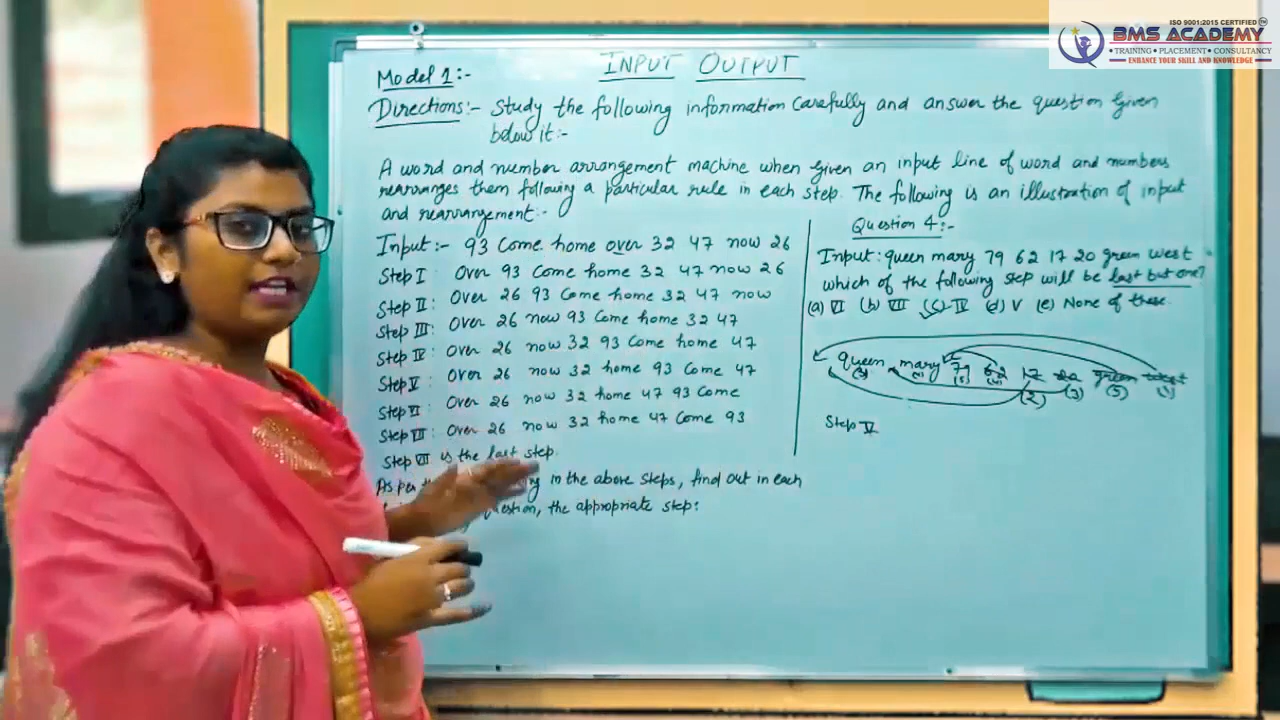 ISO 9001:2015 CERTIFIED
BMS ACADEMY
• TRAINING • PLACEMENT • CONSULTANCY
ENHANCE YOUR SKILL AND KNOWLEDGE
INPUT OUTPUT
Model 1:-
Directions:- Study the following information carefully and answer the question given
below it:-
A word and number arrangement machine when given an input line of word and numbers
rearranges them following a particular rule in each step. The following is an illustration of input
and rearrangement:-
Input:- 93 Come home over 32 47 now 26
Step I Over 93 Come home 32 47 now 26
Step II: Over 26 93 Come home 32 47 now
Step III: Over 26 now 93 Come home 32 47
Step IV: Over 26 now 32 93 Come home 47
Step V: Over 26 now 32 home 93 Come 47
Step VI: Over 26 now 32 home 47 93 Come
Step VII: Over 26 now 32 home 47 Come 93
Step VII is the last step.
As per the in the above steps, find out in each
question, the appropriate step:
Question 4:-
Input: queen mary 79 62 17 20 green west
which of the following step will be last but one?
(a) VI (b) VII (c) IV (d) V (e) None of these.
queen mary 79 62 17 20 green west
(3) (4) (5) (4) (2) (3) (5) (1)
Step V